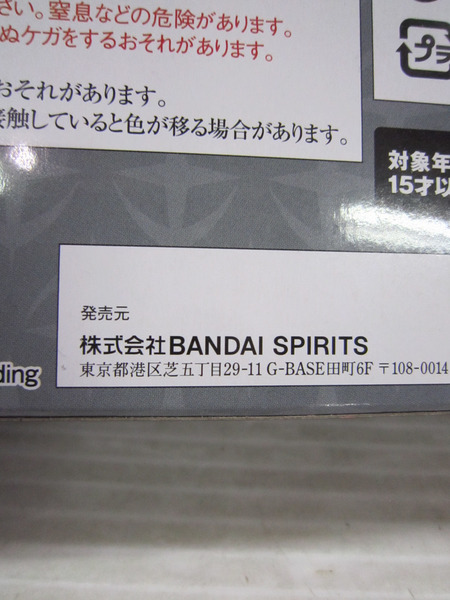 さい。窒息などの危険があります。
ぬケガをするおそれがあります。
おそれがあります。
接触していると色が移る場合があります。
プラ
対象年
15才以
発売元
株式会社BANDAI SPIRITS
東京都港区芝五丁目29-11 G-BASE田町6F 〒108-0014
ding